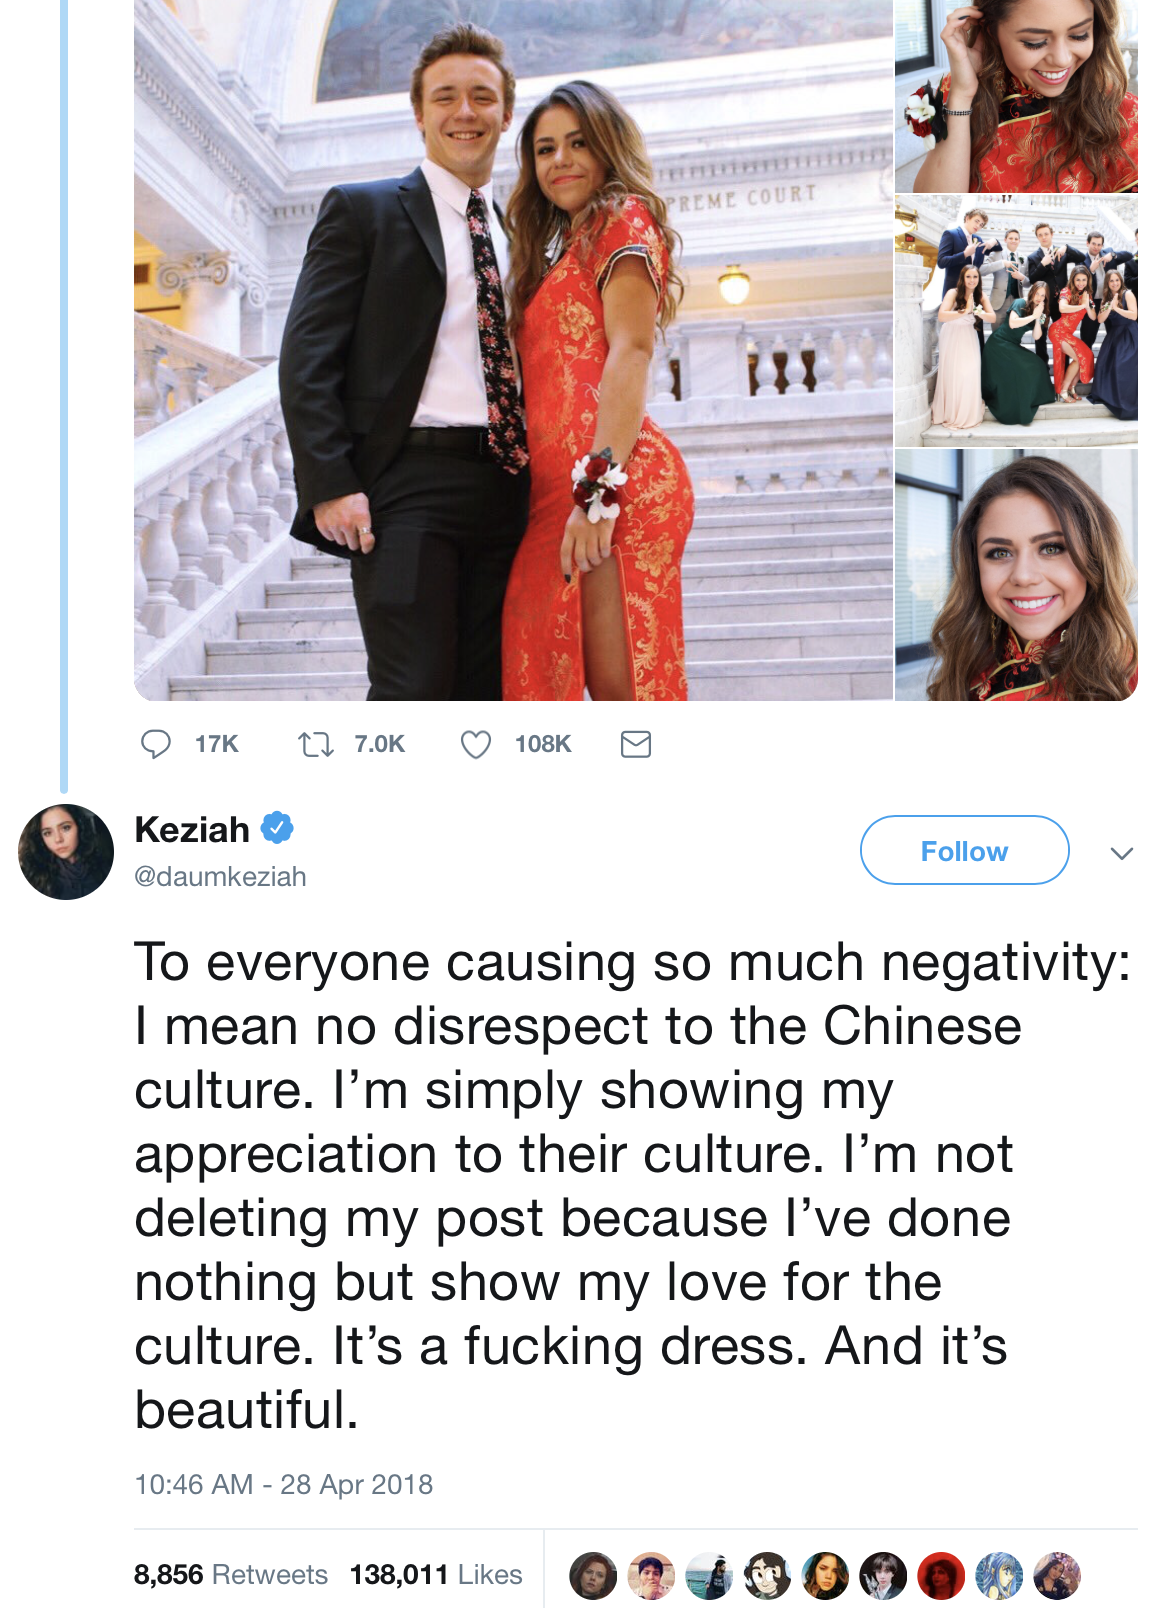 PREME COURT
17K 7.0K 108K
Keziah
@daumkeziah
Follow
To everyone causing so much negativity:
I mean no disrespect to the Chinese
culture. I’m simply showing my
appreciation to their culture. I’m not
deleting my post because I’ve done
nothing but show my love for the
culture. It’s a fucking dress. And it’s
beautiful.
10:46 AM - 28 Apr 2018
8,856 Retweets 138,011 Likes